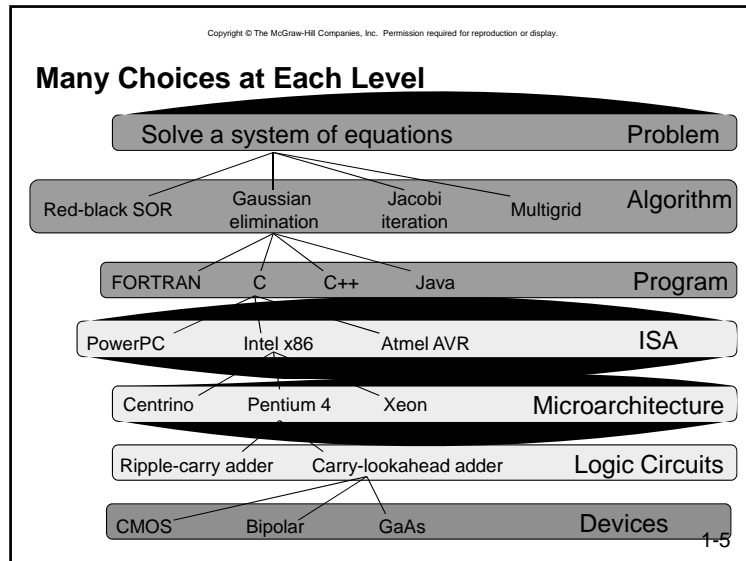 Copyright © The McGraw-Hill Companies, Inc. Permission required for reproduction or display.
Many Choices at Each Level
Solve a system of equations Problem
Red-black SOR Gaussian elimination Jacobi iteration Multigrid Algorithm
FORTRAN C C++ Java Program
PowerPC Intel x86 Atmel AVR ISA
Centrino Pentium 4 Xeon Microarchitecture
Ripple-carry adder Carry-lookahead adder Logic Circuits
CMOS Bipolar GaAs Devices
1-5